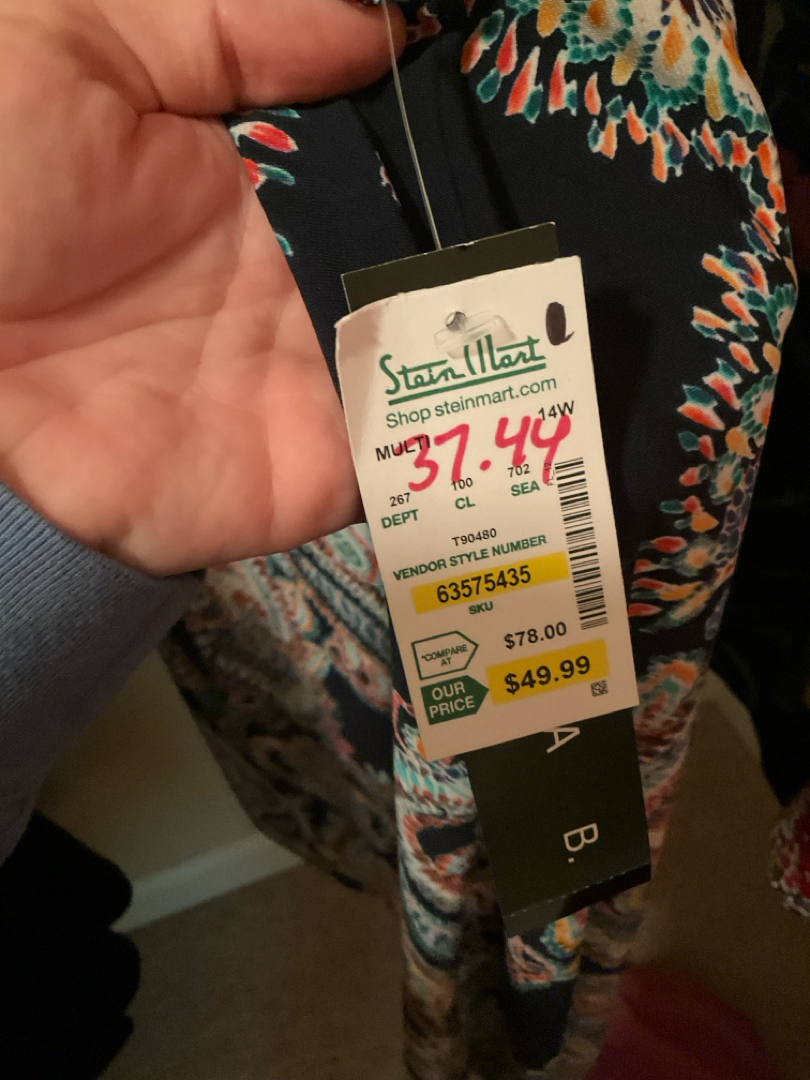 Stein Mart
Shop steinmart.com
MULTI 14W
37.44
267 100 702
DEPT CL SEA
T90480
VENDOR STYLE NUMBER
63575435
SKU
*COMPARE AT $78.00
OUR PRICE $49.99
A B.